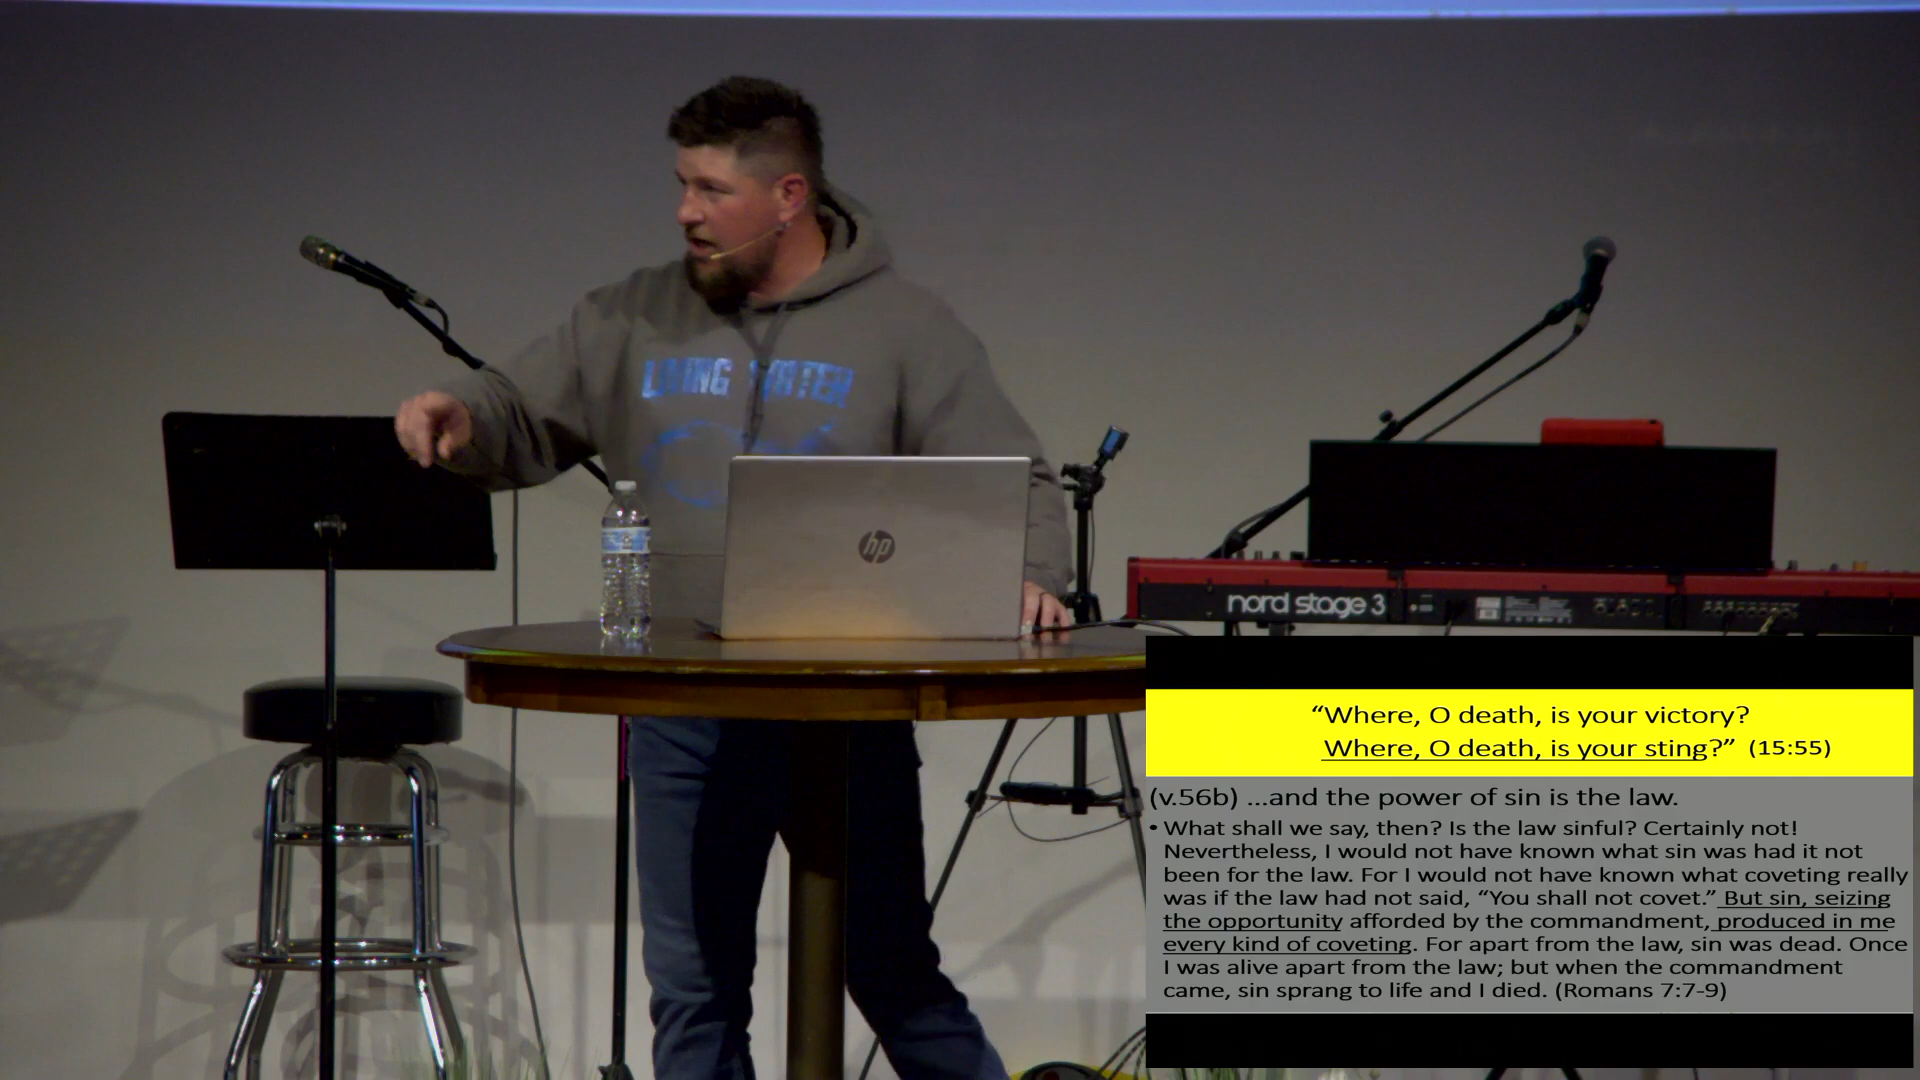 LIVING WATER
hp
nord stage 3
“Where, O death, is your victory?
Where, O death, is your sting?” (15:55)
(v.56b) ...and the power of sin is the law.
• What shall we say, then? Is the law sinful? Certainly not!
Nevertheless, I would not have known what sin was had it not
been for the law. For I would not have known what coveting really
was if the law had not said, “You shall not covet.” But sin, seizing
the opportunity afforded by the commandment, produced in me
every kind of coveting. For apart from the law, sin was dead. Once
I was alive apart from the law; but when the commandment
came, sin sprang to life and I died. (Romans 7:7-9)